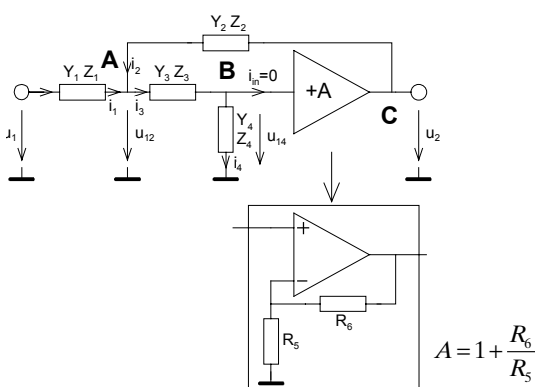 Y2 Z2
A
i2
Y1 Z1
Y3 Z3
B
iin=0
+A
i1
i3
C
u1
u12
Y4
Z4
i4
u14
u2
+
−
R6
R5
A = 1 + R6/R5